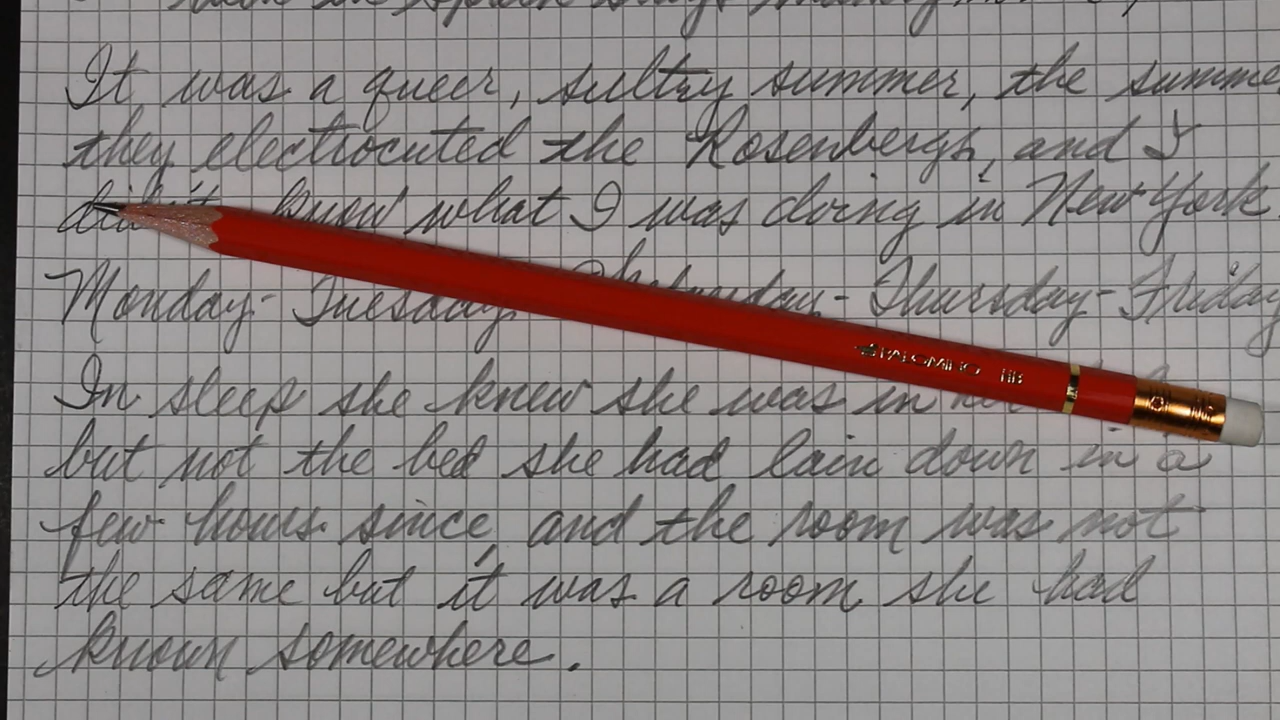 It was a queer, sultry summer, the summe
they electrocuted the Rosenbergs, and I
didn't know what I was doing in New York
Monday - Tuesday - Thursday - Friday
PALOMINO HB
In sleep she knew she was in
but not the bed she had lain down in a
few hours since, and the room was not
the same but it was a room she had
known somewhere.